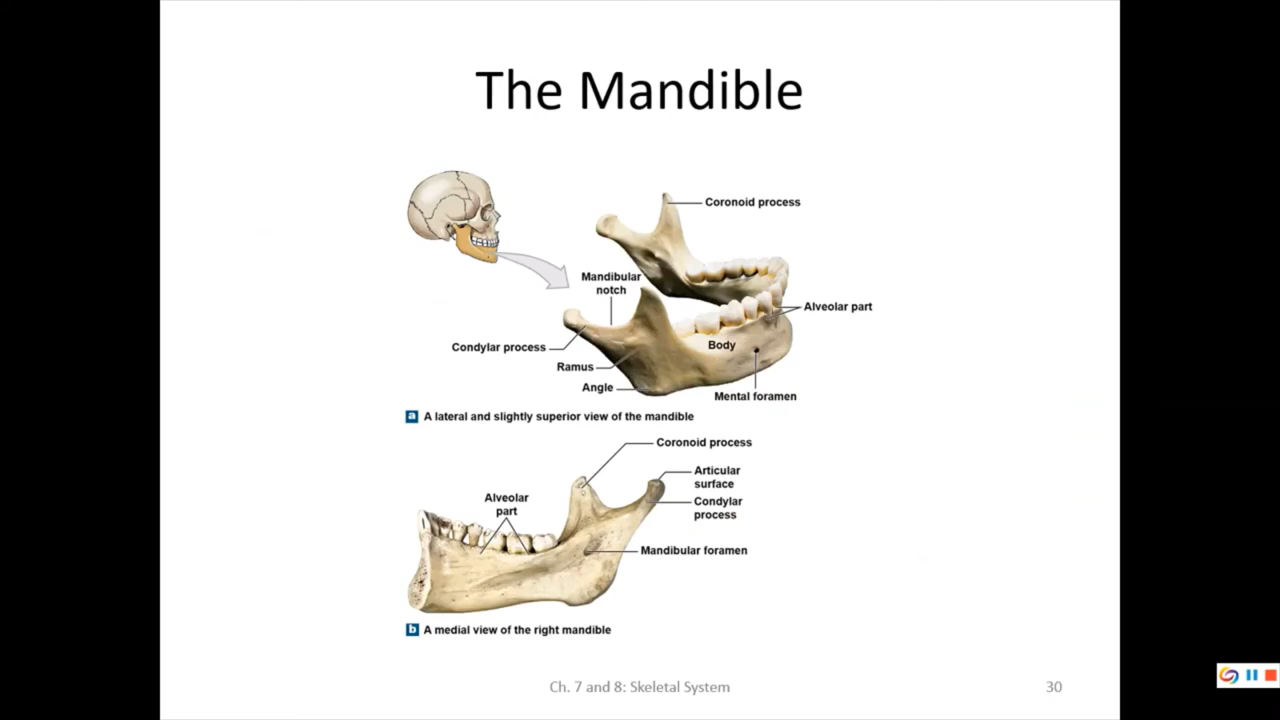 The Mandible
Coronoid process
Mandibular
notch
Alveolar part
Condylar process
Body
Ramus
Angle
Mental foramen
a A lateral and slightly superior view of the mandible
Coronoid process
Articular
surface
Alveolar
part
Condylar
process
Mandibular foramen
b A medial view of the right mandible
Ch. 7 and 8: Skeletal System
30